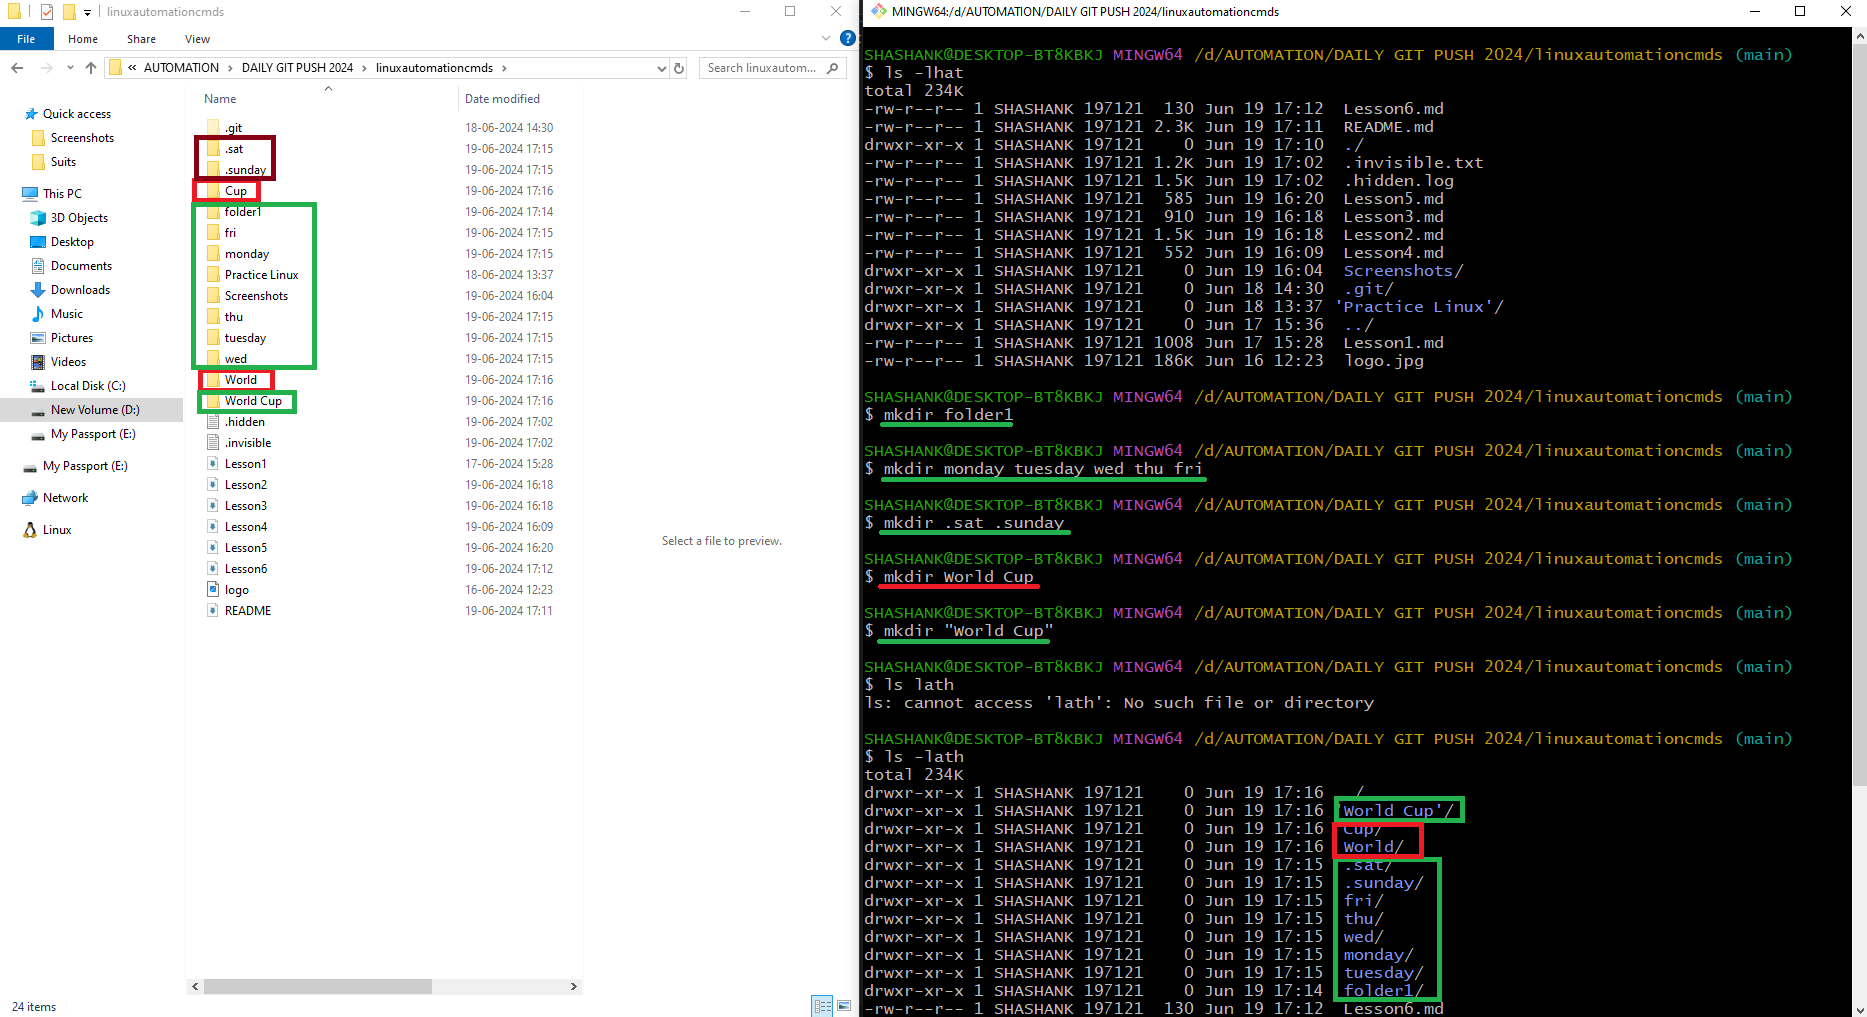 linuxautomationcmds
File Home Share View
« AUTOMATION › DAILY GIT PUSH 2024 › linuxautomationcmds ›
Search linuxautom...
Quick access
Screenshots
Suits
This PC
3D Objects
Desktop
Documents
Downloads
Music
Pictures
Videos
Local Disk (C:)
New Volume (D:)
My Passport (E:)
My Passport (E:)
Network
Linux
Name Date modified
.git 18-06-2024 14:30
.sat 19-06-2024 17:15
.sunday 19-06-2024 17:15
Cup 19-06-2024 17:16
folder1 19-06-2024 17:14
fri 19-06-2024 17:15
monday 19-06-2024 17:15
Practice Linux 18-06-2024 13:37
Screenshots 19-06-2024 16:04
thu 19-06-2024 17:15
tuesday 19-06-2024 17:15
wed 19-06-2024 17:15
World 19-06-2024 17:16
World Cup 19-06-2024 17:16
.hidden 19-06-2024 17:02
.invisible 19-06-2024 17:02
Lesson1 17-06-2024 15:28
Lesson2 19-06-2024 16:18
Lesson3 19-06-2024 16:18
Lesson4 19-06-2024 16:09
Lesson5 19-06-2024 16:20
Lesson6 19-06-2024 17:12
logo 16-06-2024 12:23
README 19-06-2024 17:11
Select a file to preview.
24 items
MINGW64:/d/AUTOMATION/DAILY GIT PUSH 2024/linuxautomationcmds
SHASHANK@DESKTOP-BT8KBKJ MINGW64 /d/AUTOMATION/DAILY GIT PUSH 2024/linuxautomationcmds (main)
$ ls -lhat
total 234K
-rw-r--r-- 1 SHASHANK 197121 130 Jun 19 17:12 Lesson6.md
-rw-r--r-- 1 SHASHANK 197121 2.3K Jun 19 17:11 README.md
drwxr-xr-x 1 SHASHANK 197121 0 Jun 19 17:10 ./
-rw-r--r-- 1 SHASHANK 197121 1.2K Jun 19 17:02 .invisible.txt
-rw-r--r-- 1 SHASHANK 197121 1.5K Jun 19 17:02 .hidden.log
-rw-r--r-- 1 SHASHANK 197121 585 Jun 19 16:20 Lesson5.md
-rw-r--r-- 1 SHASHANK 197121 910 Jun 19 16:18 Lesson3.md
-rw-r--r-- 1 SHASHANK 197121 1.5K Jun 19 16:18 Lesson2.md
-rw-r--r-- 1 SHASHANK 197121 552 Jun 19 16:09 Lesson4.md
drwxr-xr-x 1 SHASHANK 197121 0 Jun 19 16:04 Screenshots/
drwxr-xr-x 1 SHASHANK 197121 0 Jun 18 14:30 .git/
drwxr-xr-x 1 SHASHANK 197121 0 Jun 18 13:37 'Practice Linux'/
drwxr-xr-x 1 SHASHANK 197121 0 Jun 17 15:36 ../
-rw-r--r-- 1 SHASHANK 197121 1008 Jun 17 15:28 Lesson1.md
-rw-r--r-- 1 SHASHANK 197121 186K Jun 16 12:23 logo.jpg
SHASHANK@DESKTOP-BT8KBKJ MINGW64 /d/AUTOMATION/DAILY GIT PUSH 2024/linuxautomationcmds (main)
$ mkdir folder1
SHASHANK@DESKTOP-BT8KBKJ MINGW64 /d/AUTOMATION/DAILY GIT PUSH 2024/linuxautomationcmds (main)
$ mkdir monday tuesday wed thu fri
SHASHANK@DESKTOP-BT8KBKJ MINGW64 /d/AUTOMATION/DAILY GIT PUSH 2024/linuxautomationcmds (main)
$ mkdir .sat .sunday
SHASHANK@DESKTOP-BT8KBKJ MINGW64 /d/AUTOMATION/DAILY GIT PUSH 2024/linuxautomationcmds (main)
$ mkdir World Cup
SHASHANK@DESKTOP-BT8KBKJ MINGW64 /d/AUTOMATION/DAILY GIT PUSH 2024/linuxautomationcmds (main)
$ mkdir "World Cup"
SHASHANK@DESKTOP-BT8KBKJ MINGW64 /d/AUTOMATION/DAILY GIT PUSH 2024/linuxautomationcmds (main)
$ ls lath
ls: cannot access 'lath': No such file or directory
SHASHANK@DESKTOP-BT8KBKJ MINGW64 /d/AUTOMATION/DAILY GIT PUSH 2024/linuxautomationcmds (main)
$ ls -lath
total 234K
drwxr-xr-x 1 SHASHANK 197121 0 Jun 19 17:16 /
drwxr-xr-x 1 SHASHANK 197121 0 Jun 19 17:16 'World Cup'/
drwxr-xr-x 1 SHASHANK 197121 0 Jun 19 17:16 Cup/
drwxr-xr-x 1 SHASHANK 197121 0 Jun 19 17:16 World/
drwxr-xr-x 1 SHASHANK 197121 0 Jun 19 17:15 .sat/
drwxr-xr-x 1 SHASHANK 197121 0 Jun 19 17:15 .sunday/
drwxr-xr-x 1 SHASHANK 197121 0 Jun 19 17:15 fri/
drwxr-xr-x 1 SHASHANK 197121 0 Jun 19 17:15 thu/
drwxr-xr-x 1 SHASHANK 197121 0 Jun 19 17:15 wed/
drwxr-xr-x 1 SHASHANK 197121 0 Jun 19 17:15 monday/
drwxr-xr-x 1 SHASHANK 197121 0 Jun 19 17:15 tuesday/
drwxr-xr-x 1 SHASHANK 197121 0 Jun 19 17:14 folder1/
-rw-r--r-- 1 SHASHANK 197121 130 Jun 19 17:12 Lesson6.md